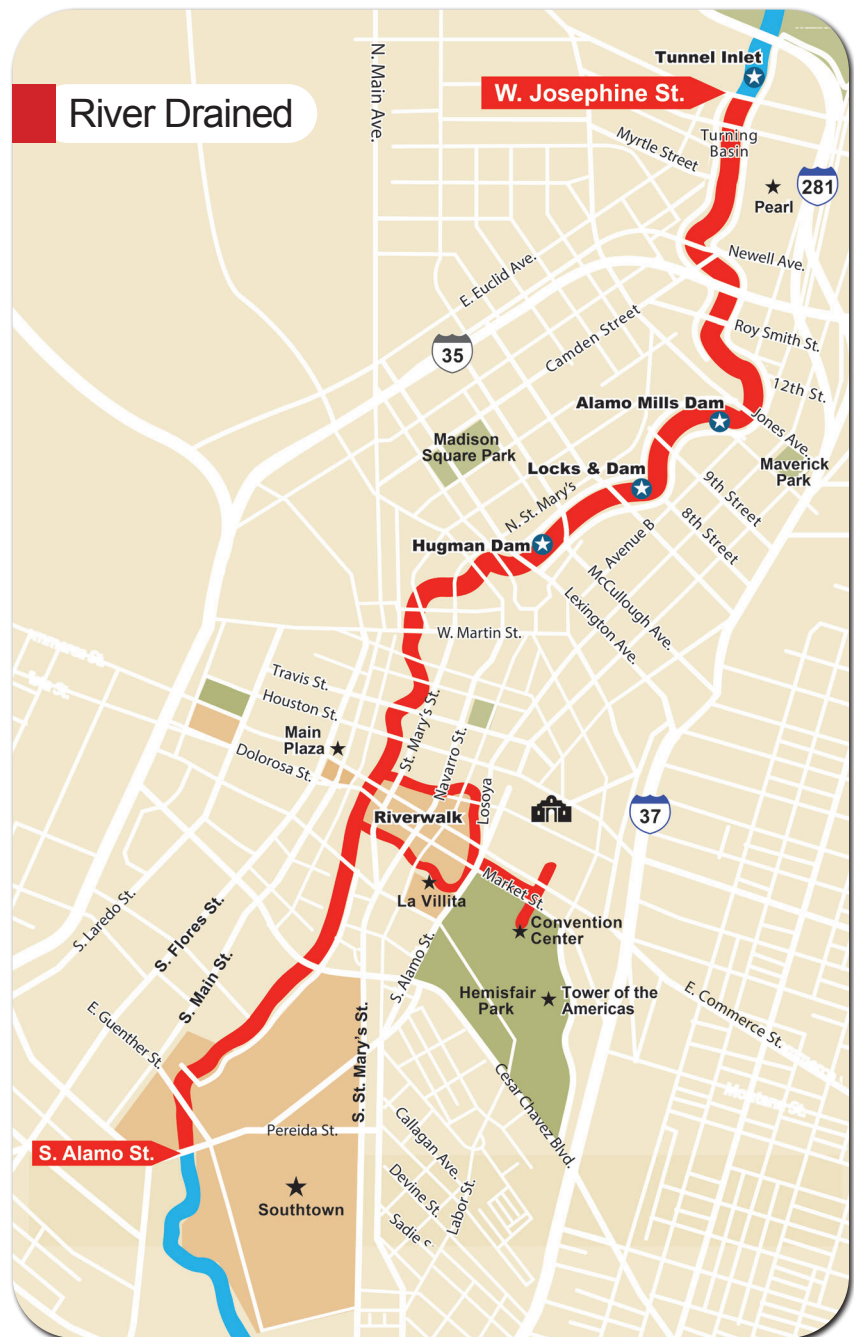 Tunnel Inlet
W. Josephine St.
River Drained
N. Main Ave.
Myrtle Street
Turning
Basin
Pearl
281
Newell Ave.
E. Euclid Ave.
Camden Street
Roy Smith St.
35
12th St.
Alamo Mills Dam
Jones Ave.
Madison
Square Park
Maverick
Park
Locks & Dam
9th Street
N. St. Mary's
8th Street
Avenue B
Hugman Dam
McCullough Ave.
Lexington Ave.
W. Martin St.
Travis St.
Houston St.
St. Mary's St.
Main
Plaza
Navarro St.
Dolorosa St.
Losoya
Riverwalk
37
Market St.
La Villita
Convention
Center
S. Laredo St.
S. Flores St.
S. Main St.
S. Alamo St.
Hemisfair
Park
Tower of the
Americas
E. Commerce St.
E. Guenther St.
S. St. Mary's St.
Cesar Chavez Blvd.
Pereida St.
Callagan Ave.
S. Alamo St.
Devine St.
Labor St.
Southtown
Sadie S